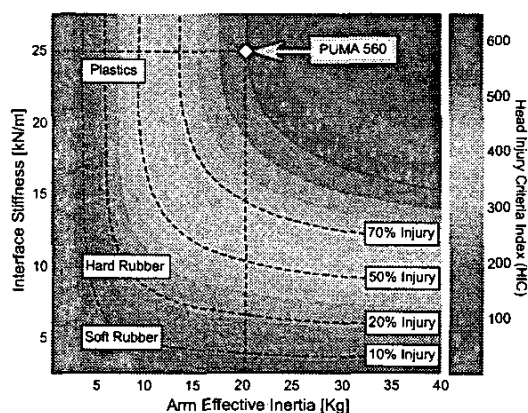 PUMA 560
Plastics
Hard Rubber
Soft Rubber
70% Injury
50% Injury
20% Injury
10% Injury
Interface Stiffness [kN/m]
25
20
15
10
5
5 10 15 20 25 30 35 40
Arm Effective Inertia [Kg]
600
500
400
300
200
100
Head Injury Criteria Index (HIC)